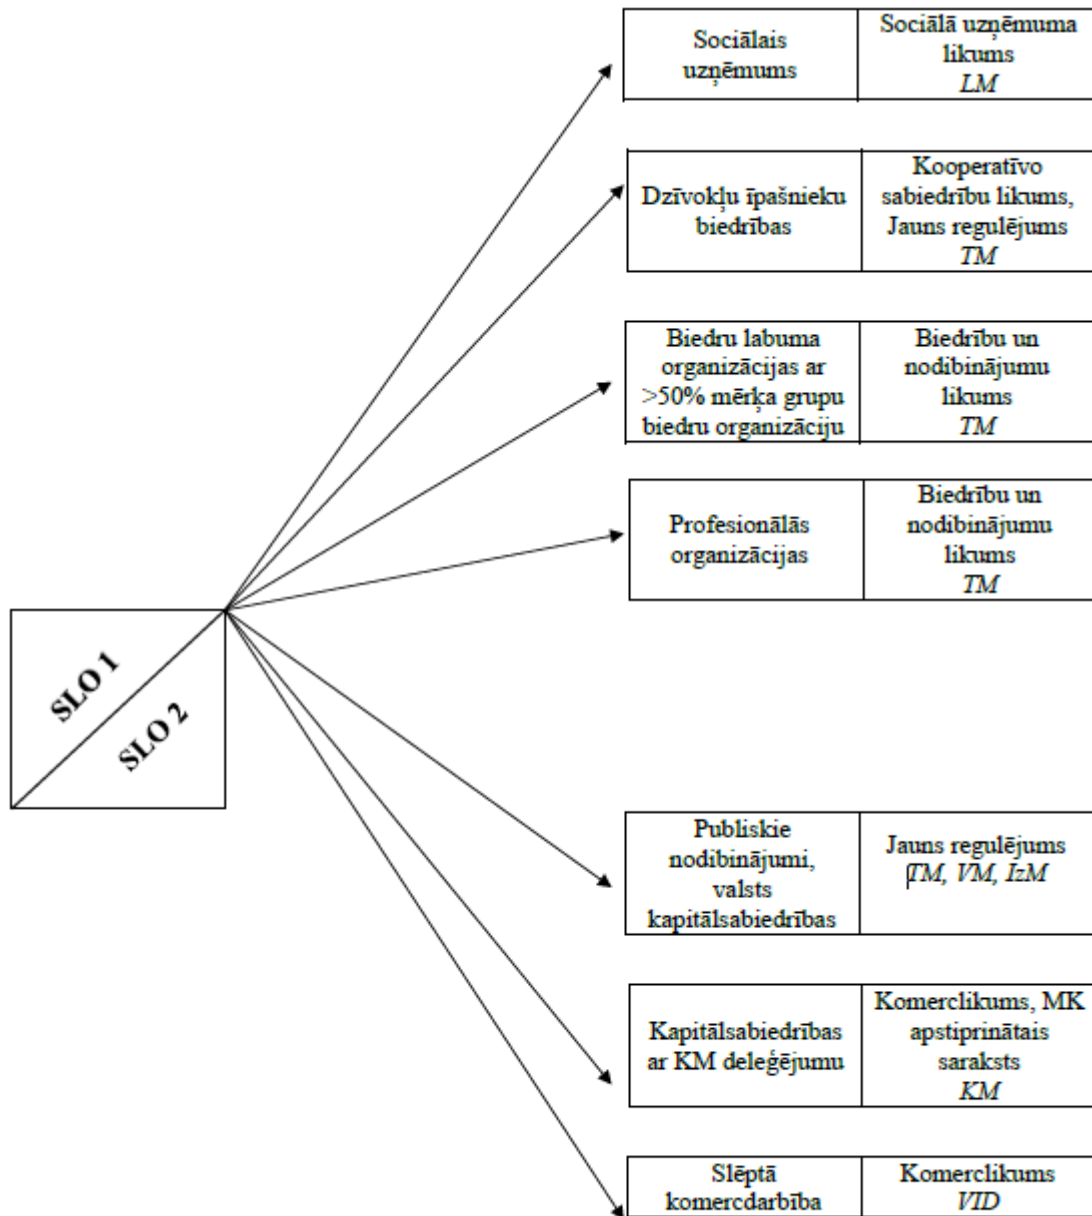 Sociālais
uzņēmums
Sociālā uzņēmuma
likums
LM
Dzīvokļu īpašnieku
biedrības
Kooperatīvo
sabiedrību likums,
Jauns regulējums
TM
Biedru labuma
organizācijas ar
>50% mērķa grupu
biedru organizāciju
Biedrību un
nodibinājumu
likums
TM
Profesionālās
organizācijas
Biedrību un
nodibinājumu
likums
TM
SLO 1
SLO 2
Publiskie
nodibinājumi,
valsts
kapitālsabiedrības
Jauns regulējums
TM, VM, IzM
Kapitālsabiedrības
ar KM deleģējumu
Komerclikums, MK
apstiprinātais
saraksts
KM
Slēptā
komercdarbība
Komerclikums
VID